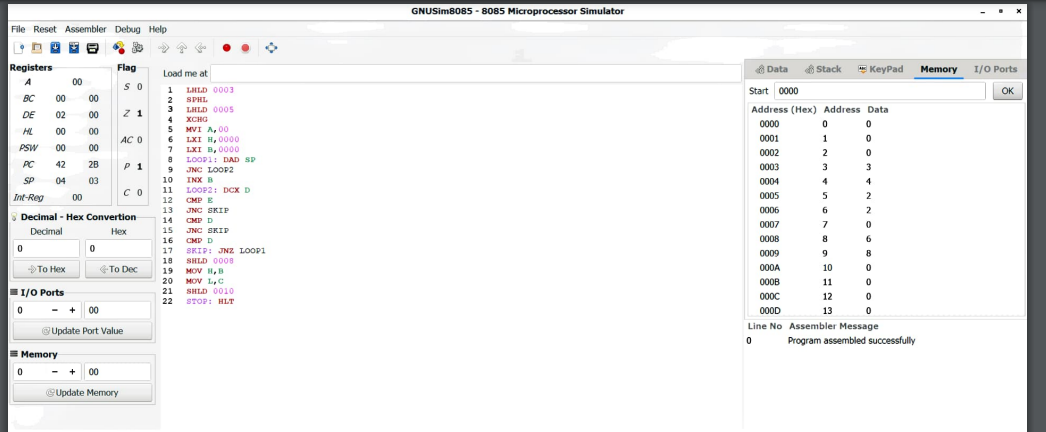 GNUSim8085 - 8085 Microprocessor Simulator
File Reset Assembler Debug Help
Registers
A 00
BC 00 00
DE 02 00
HL 00 00
PSW 00 00
PC 42 2B
SP 04 03
Int-Reg 00
Flag
S 0
Z 1
AC 0
P 1
C 0
Decimal - Hex Convertion
Decimal Hex
0 0
To Hex To Dec
I/O Ports
0 - + 00
Update Port Value
Memory
0 - + 00
Update Memory
Load me at
1 LHLD 0003
2 SPHL
3 LHLD 0005
4 XCHG
5 MVI A,00
6 LXI H,0000
7 LXI B,0000
8 LOOP1: DAD SP
9 JNC LOOP2
10 INX B
11 LOOP2: DCX D
12 CMP E
13 JNC SKIP
14 CMP D
15 JNC SKIP
16 CMP D
17 SKIP: JNZ LOOP1
18 SHLD 0008
19 MOV H,B
20 MOV L,C
21 SHLD 0010
22 STOP: HLT
Data Stack KeyPad Memory I/O Ports
Start 0000 OK
Address (Hex) Address Data
0000 0 0
0001 1 0
0002 2 0
0003 3 3
0004 4 4
0005 5 2
0006 6 2
0007 7 0
0008 8 6
0009 9 8
000A 10 0
000B 11 0
000C 12 0
000D 13 0
Line No Assembler Message
0 Program assembled successfully